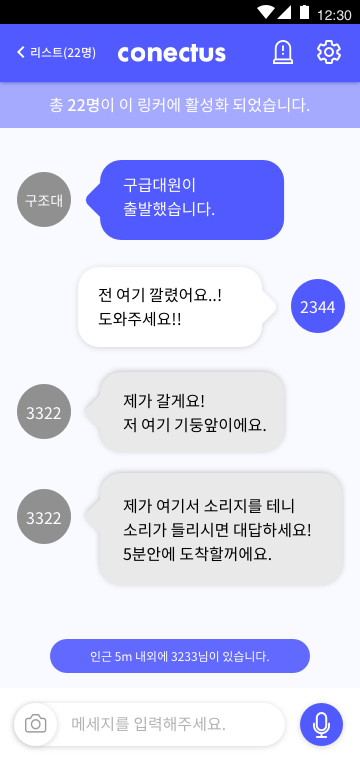 12:30
리스트(22명)
conectus
총 22명이 이 링커에 활성화 되었습니다.
구조대
구급대원이
출발했습니다.
전 여기 깔렸어요..!
도와주세요!!
2344
3322
제가 갈게요!
저 여기 기둥앞이에요.
3322
제가 여기서 소리지를 테니
소리가 들리시면 대답하세요!
5분안에 도착할꺼에요.
인근 5m 내외에 3233님이 있습니다.
메세지를 입력해주세요.